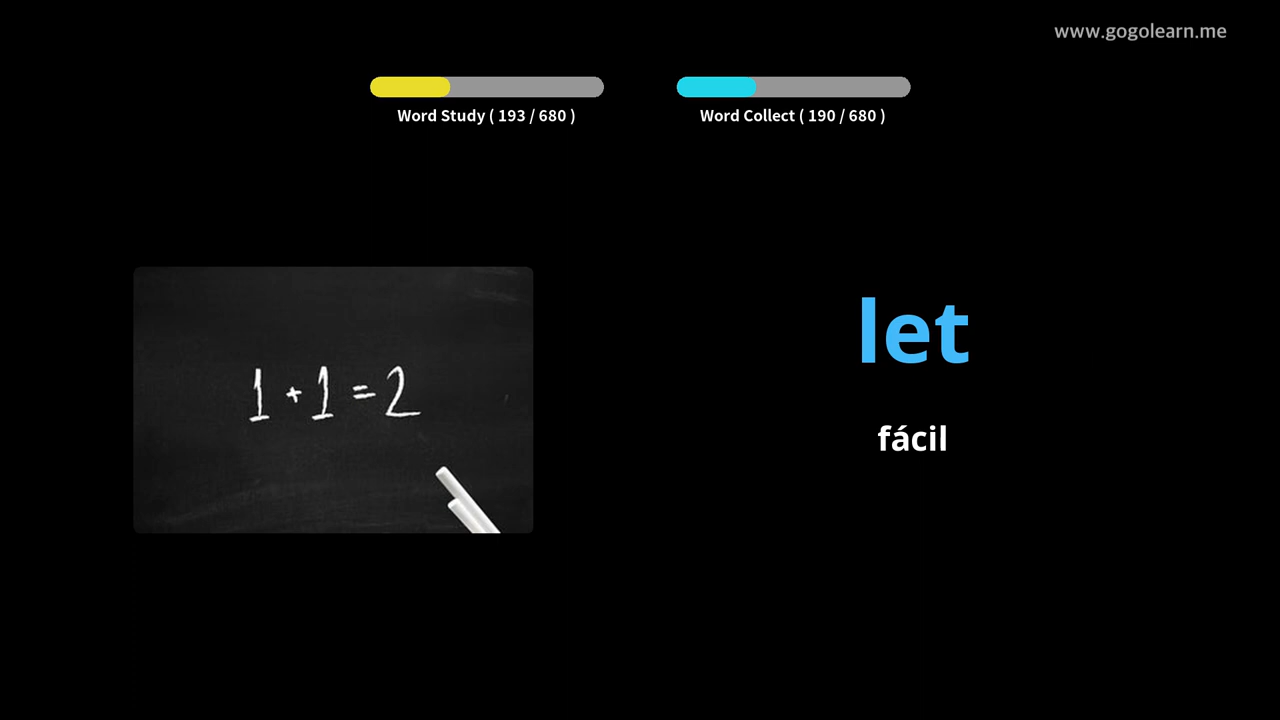 www.gogolearn.me
Word Study ( 193 / 680 )
Word Collect ( 190 / 680 )
1 + 1 = 2
let
fácil